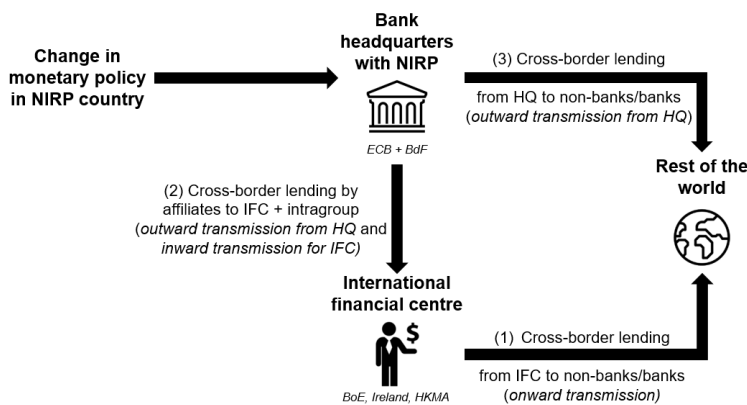 Change in
monetary policy
in NIRP country
Bank
headquarters
with NIRP
ECB + BdF
(3) Cross-border lending
from HQ to non-banks/banks
(outward transmission from HQ)
Rest of the
world
(2) Cross-border lending by
affiliates to IFC + intragroup
(outward transmission from HQ and
inward transmission for IFC)
International
financial centre
$
BoE, Ireland, HKMA
(1) Cross-border lending
from IFC to non-banks/banks
(onward transmission)